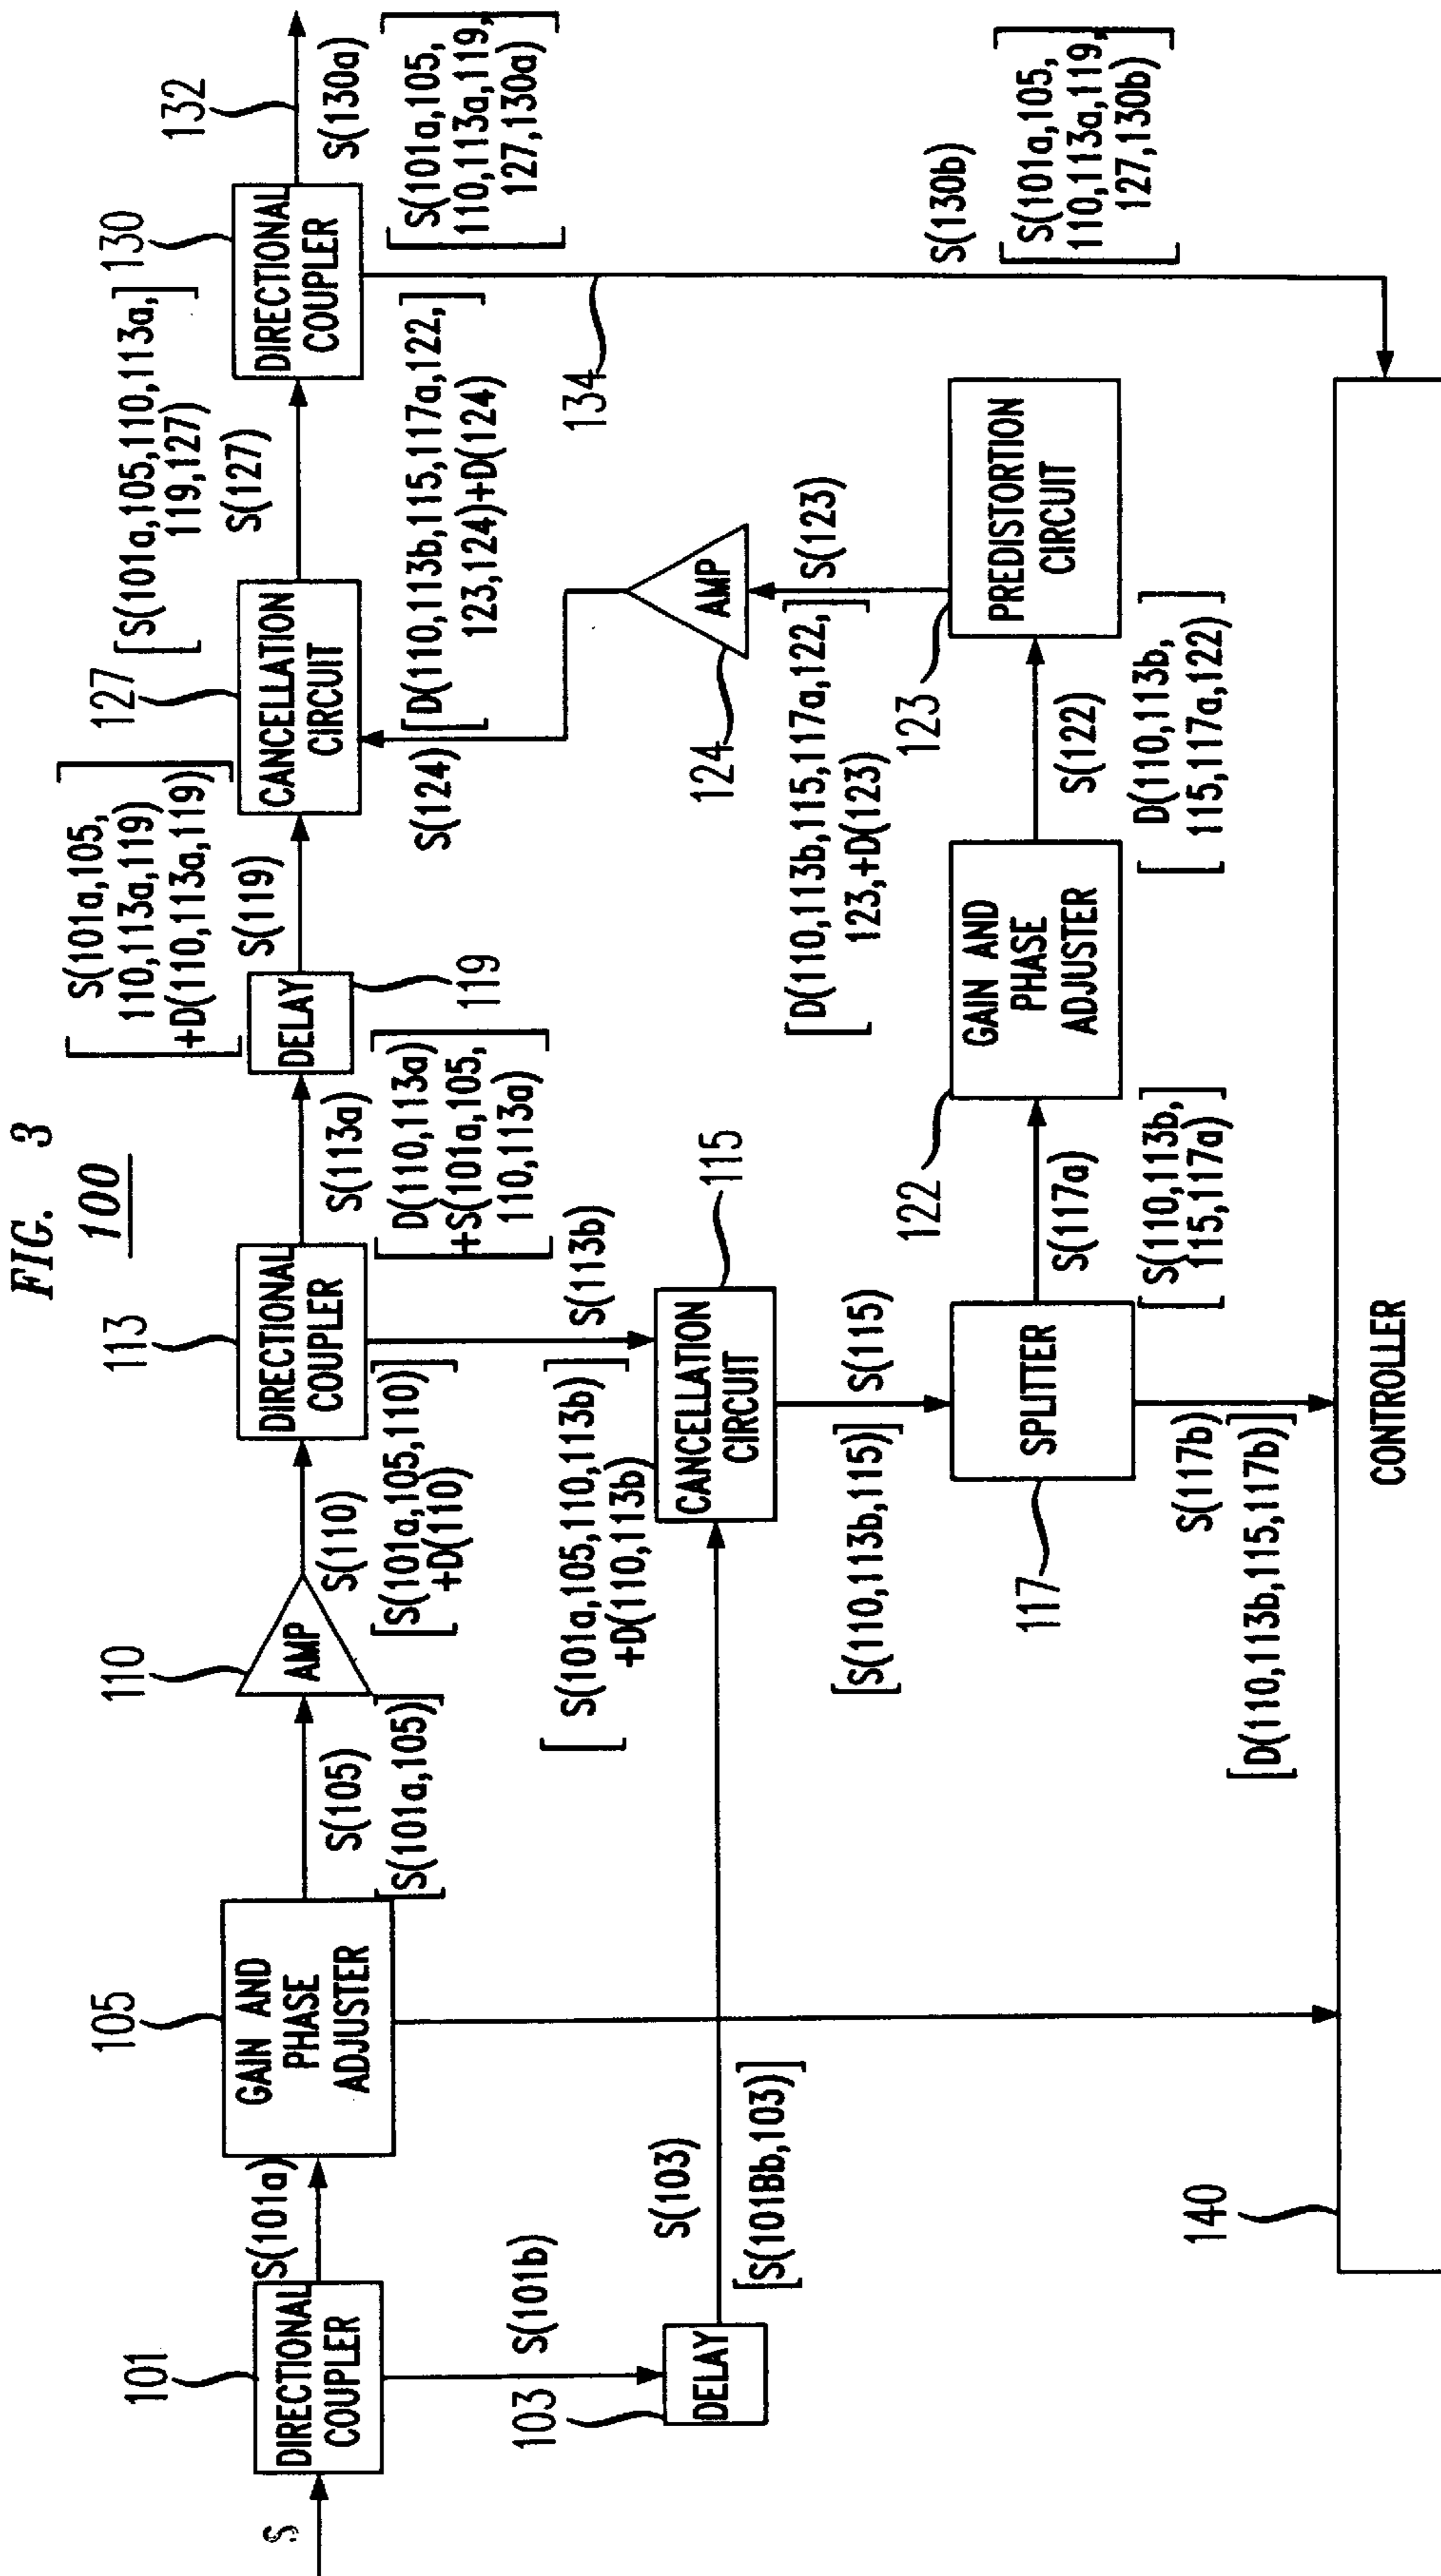 FIG. 3
100
S
101
DIRECTIONAL
COUPLER
S(101a)
S(101b)
103
DELAY
S(103)
[S(101Bb,103)]
105
GAIN AND
PHASE
ADJUSTER
S(105)
[S(101a,105)]
110
AMP
S(110)
[S(101a,105,110)
+D(110)]
113
DIRECTIONAL
COUPLER
S(113a)
[D(110,113a)
+S(101a,105,
110,113a)]
S(113b)
[S(101a,105,110,113b)
+D(110,113b)]
115
CANCELLATION
CIRCUIT
S(115)
[S(110,113b,115)]
117
SPLITTER
S(117a)
[S(110,113b,
115,117a)]
S(117b)
[D(110,113b,115,117b)]
119
DELAY
S(119)
[S(101a,105,
110,113a,119)
+D(110,113a,119)]
122
GAIN AND
PHASE
ADJUSTER
S(122)
[D(110,113b,
115,117a,122)]
123
PREDISTORTION
CIRCUIT
S(123)
[D(110,113b,115,117a,122,
123,+D(123)]
124
AMP
S(124)
[D(110,113b,115,117a,122,
123,124)+D(124)]
127
CANCELLATION
CIRCUIT
S(127)
[S(101a,105,110,113a,
119,127)]
130
DIRECTIONAL
COUPLER
132
S(130a)
[S(101a,105,
110,113a,119,
127,130a)]
134
S(130b)
[S(101a,105,
110,113a,119,
127,130b)]
140
CONTROLLER